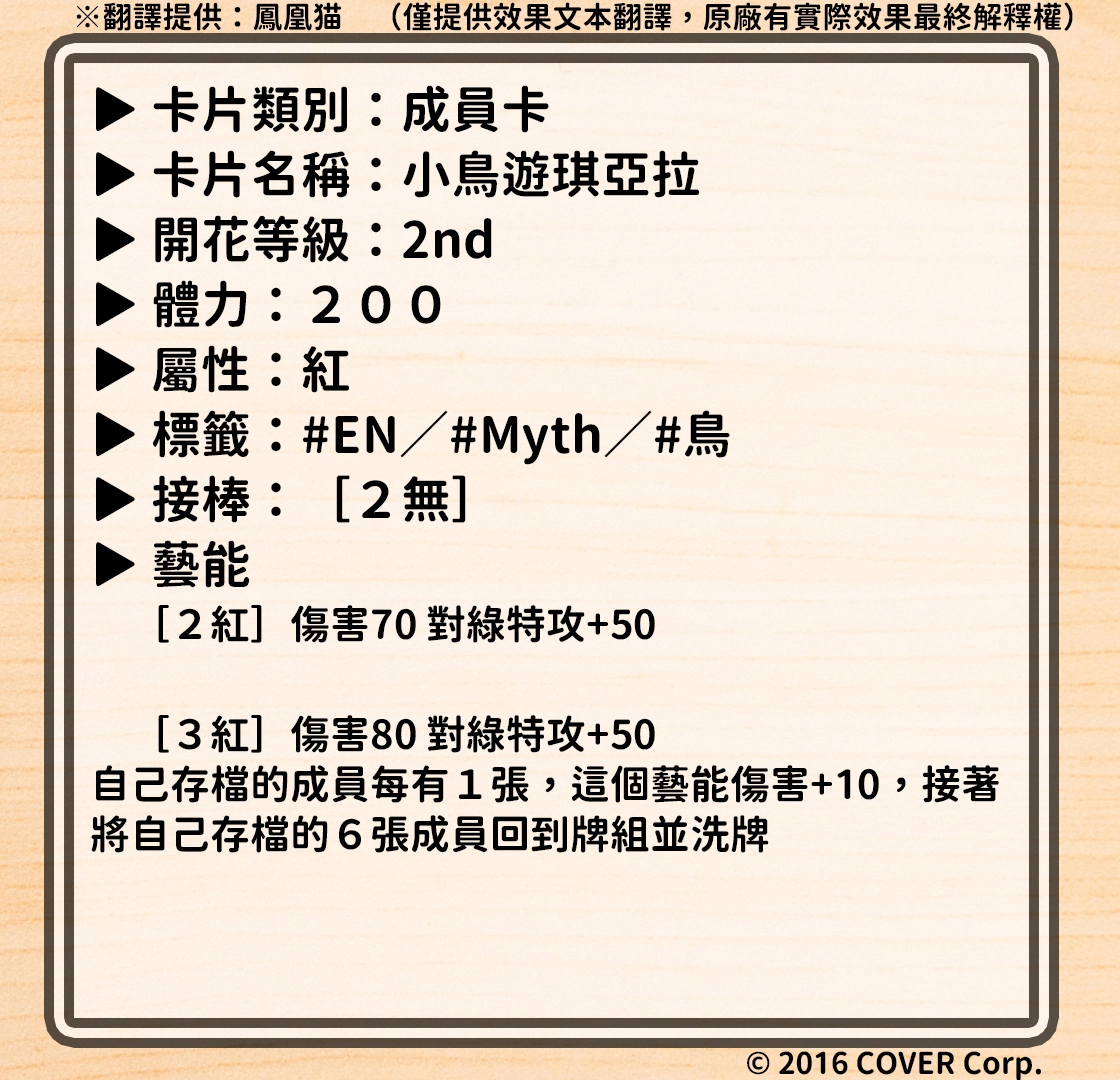 ※翻譯提供：鳳凰猫　（僅提供效果文本翻譯，原廠有實際效果最終解釋權）
▶ 卡片類別：成員卡
▶ 卡片名稱：小鳥遊琪亞拉
▶ 開花等級：2nd
▶ 體力：２００
▶ 屬性：紅
▶ 標籤：#EN／#Myth／#鳥
▶ 接棒：［２無］
▶ 藝能
［２紅］傷害70 對綠特攻+50
［３紅］傷害80 對綠特攻+50
自己存檔的成員每有１張，這個藝能傷害+10，接著
將自己存檔的６張成員回到牌組並洗牌
© 2016 COVER Corp.